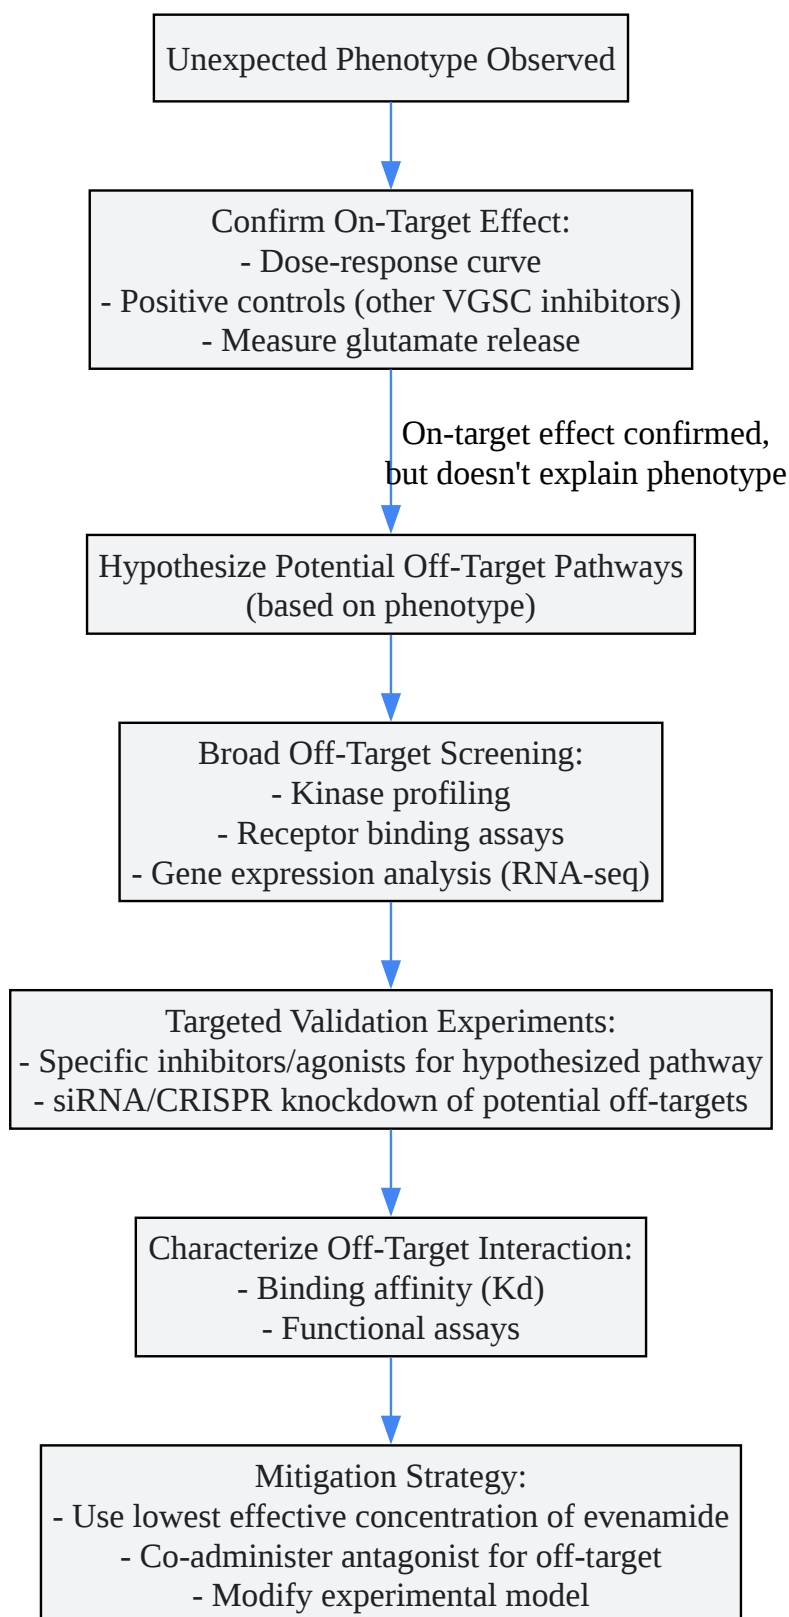 Unexpected Phenotype Observed
Confirm On-Target Effect:
- Dose-response curve
- Positive controls (other VGSC inhibitors)
- Measure glutamate release
On-target effect confirmed,
but doesn't explain phenotype
Hypothesize Potential Off-Target Pathways
(based on phenotype)
Broad Off-Target Screening:
- Kinase profiling
- Receptor binding assays
- Gene expression analysis (RNA-seq)
Targeted Validation Experiments:
- Specific inhibitors/agonists for hypothesized pathway
- siRNA/CRISPR knockdown of potential off-targets
Characterize Off-Target Interaction:
- Binding affinity (Kd)
- Functional assays
Mitigation Strategy:
- Use lowest effective concentration of evenamide
- Co-administer antagonist for off-target
- Modify experimental model